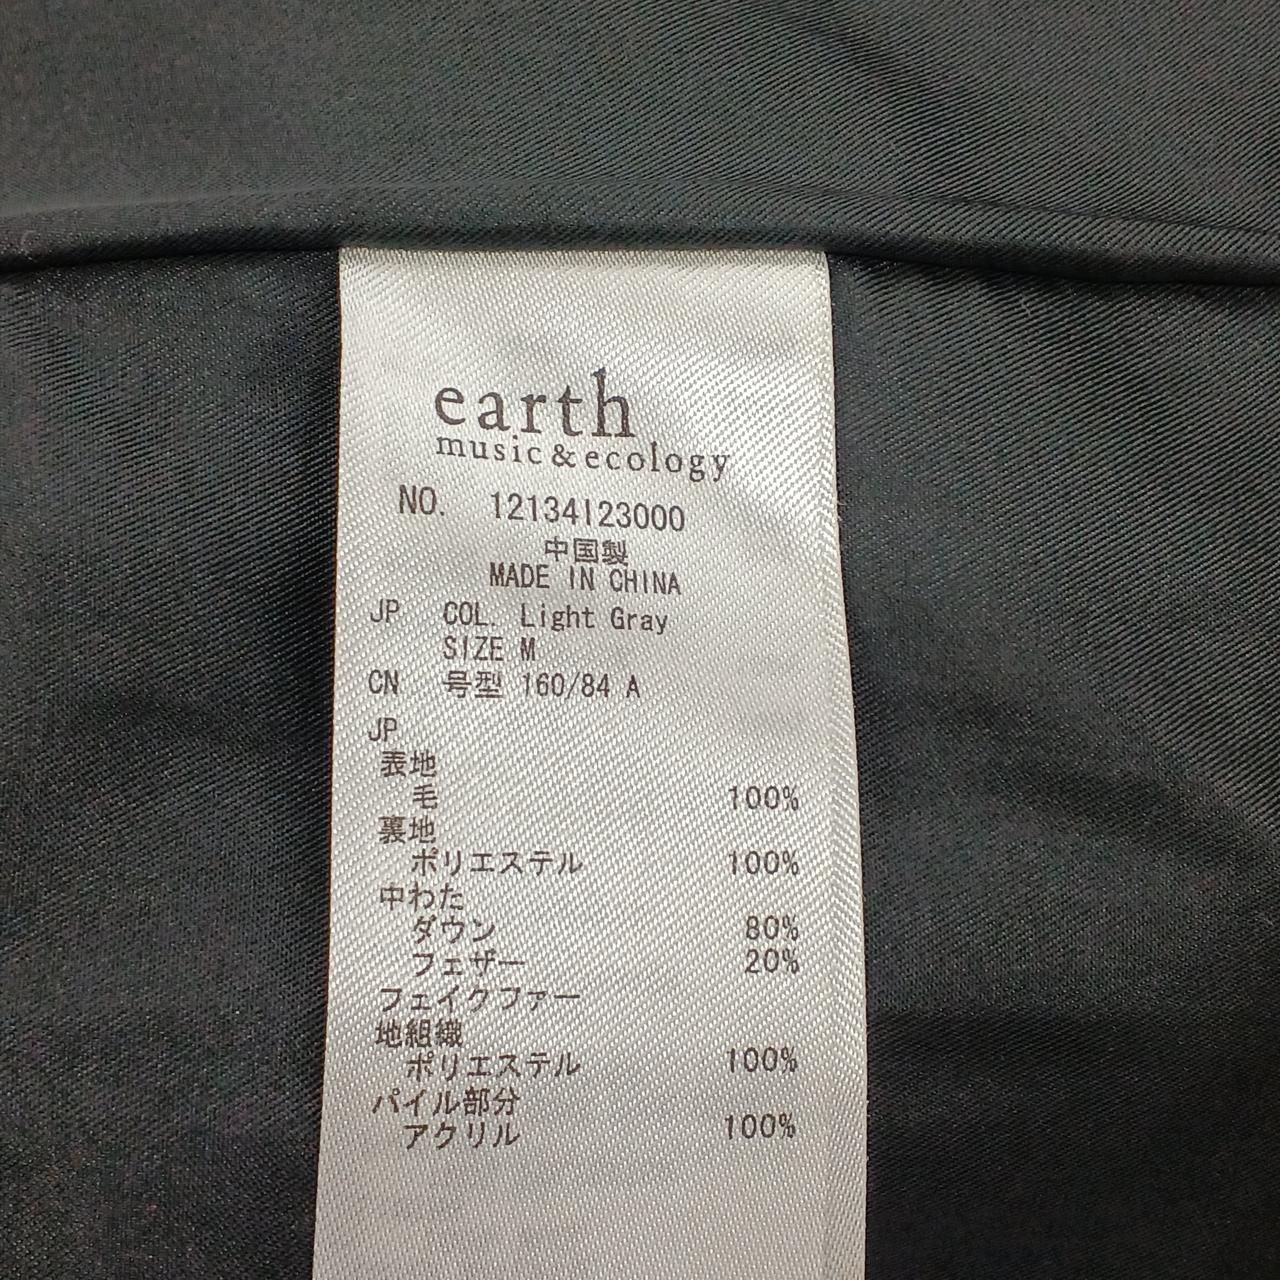 earth
music & ecology
NO. 12134123000
中国製
MADE IN CHINA
JP COL. Light Gray
SIZE M
CN 号型 160/84 A
JP
表地
毛 100%
裏地
ポリエステル 100%
中わた
ダウン 80%
フェザー 20%
フェイクファー
地組織
ポリエステル 100%
パイル部分
アクリル 100%